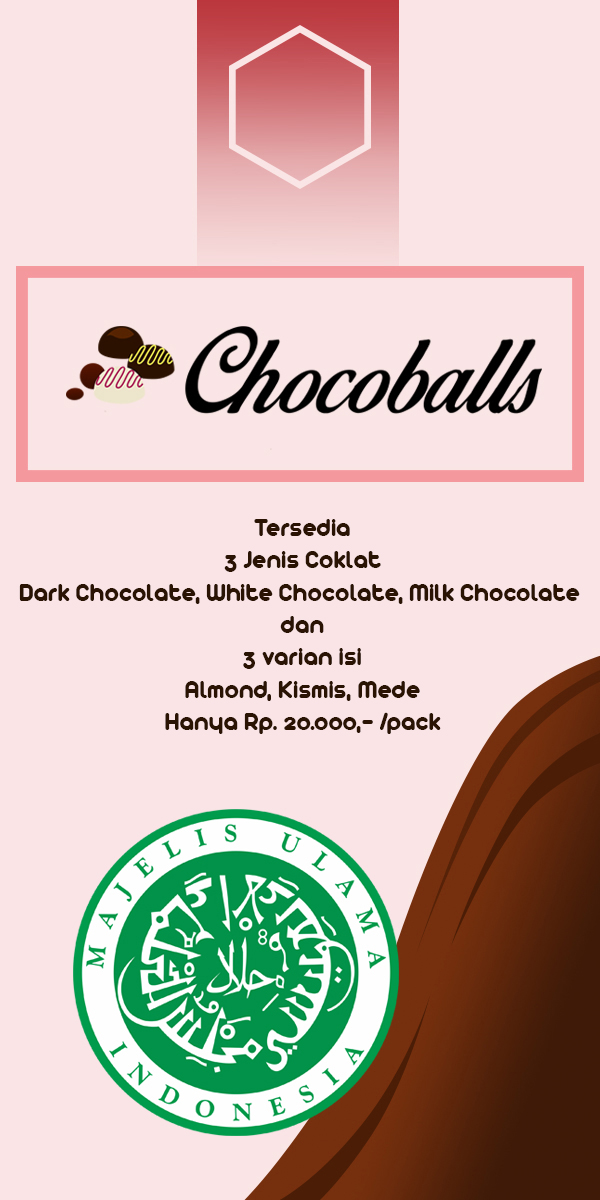 Chocoballs
Tersedia
3 Jenis Coklat
Dark Chocolate, White Chocolate, Milk Chocolate
dan
3 varian isi
Almond, Kismis, Mede
Hanya Rp. 20.000,- /pack
MAJELIS ULAMA
حلال
INDONESIA